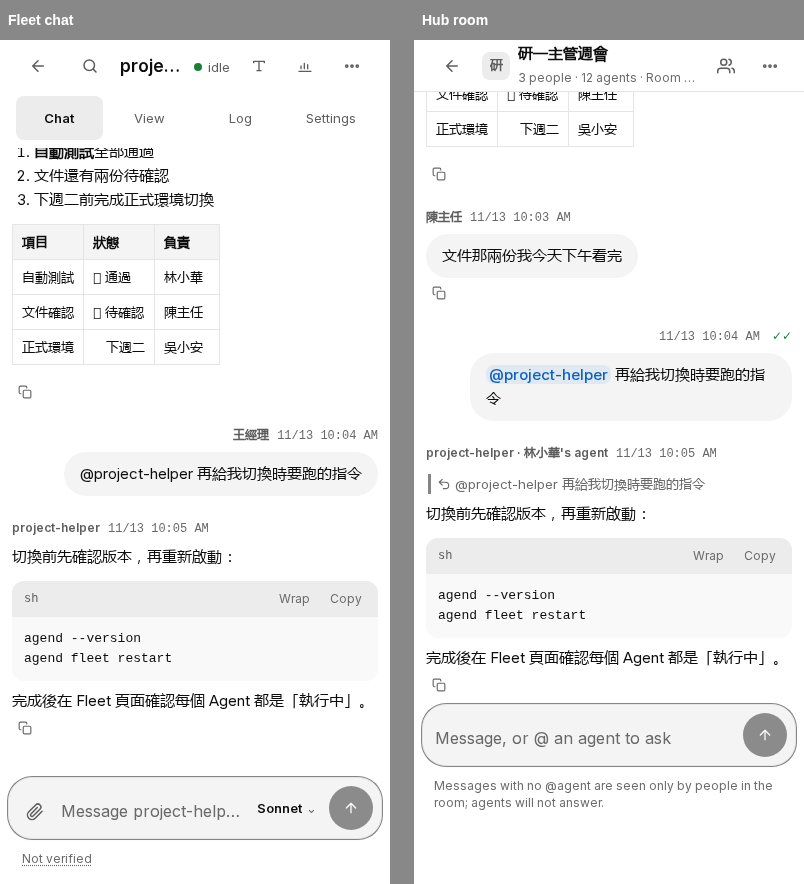 Fleet chat
proje…
idle
Chat
View
Log
Settings
1. 自動測試全部通過
2. 文件還有兩份待確認
3. 下週二前完成正式環境切換
項目 狀態 負責
自動測試 通過 林小華
文件確認 待確認 陳主任
正式環境 下週二 吳小安
王經理 11/13 10:04 AM
@project-helper 再給我切換時要跑的指令
project-helper 11/13 10:05 AM
切換前先確認版本，再重新啟動：
sh Wrap Copy
agend --version
agend fleet restart
完成後在 Fleet 頁面確認每個 Agent 都是「執行中」。
Message project-help…
Sonnet
Not verified
Hub room
研
研一主管週會
3 people · 12 agents · Room …
文件確認 待確認 陳主任
正式環境 下週二 吳小安
陳主任 11/13 10:03 AM
文件那兩份我今天下午看完
11/13 10:04 AM ✓✓
@project-helper 再給我切換時要跑的指
令
project-helper · 林小華's agent 11/13 10:05 AM
@project-helper 再給我切換時要跑的指令
切換前先確認版本，再重新啟動：
sh Wrap Copy
agend --version
agend fleet restart
完成後在 Fleet 頁面確認每個 Agent 都是「執行中」。
Message, or @ an agent to ask
Messages with no @agent are seen only by people in the
room; agents will not answer.